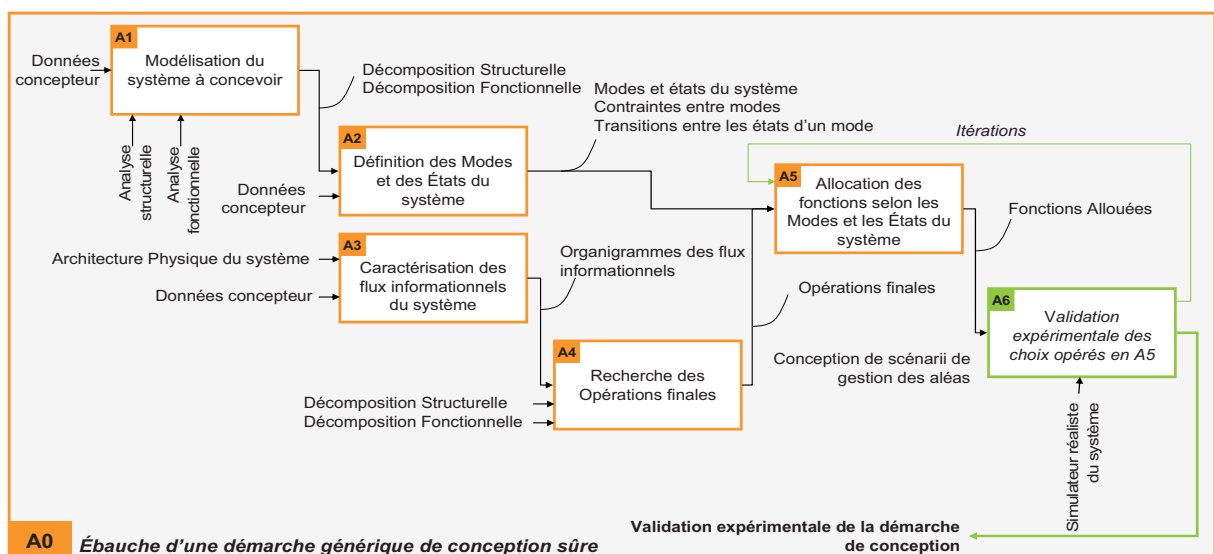 A1
Modélisation du
système à concevoir
Données
concepteur
Analyse
structurelle
Analyse
fonctionnelle
Décomposition Structurelle
Décomposition Fonctionnelle
A2
Définition des Modes
et des États du
système
Données
concepteur
Modes et états du système
Contraintes entre modes
Transitions entre les états d'un mode
Itérations
A3
Caractérisation des
flux informationnels
du système
Architecture Physique du système
Données concepteur
Organigrammes des flux
informationnels
A4
Recherche des
Opérations finales
Décomposition Structurelle
Décomposition Fonctionnelle
Opérations finales
A5
Allocation des
fonctions selon les
Modes et les États du
système
Fonctions Allouées
A6
Validation
expérimentale des
choix opérés en A5
Conception de scénarii de
gestion des aléas
Simulateur réaliste
du système
A0
Ébauche d'une démarche générique de conception sûre
Validation expérimentale de la démarche
de conception